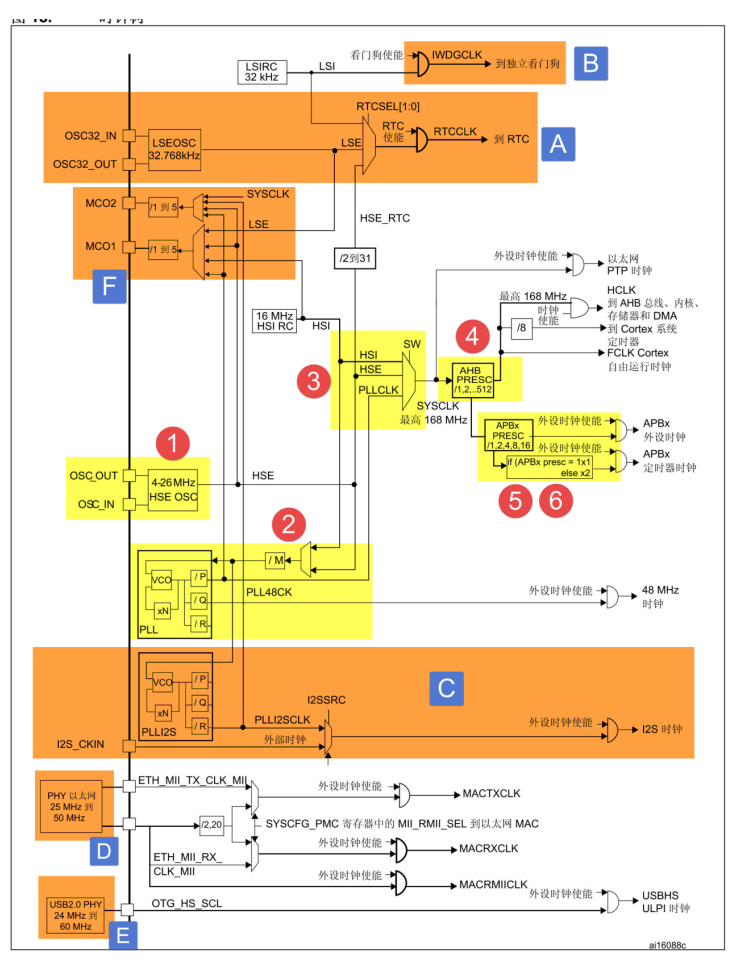 看门狗使能
IWDGCLK
到独立看门狗
B
LSIRC
32 kHz
LSI
RTCSEL[1:0]
OSC32_IN
OSC32_OUT
LSEOSC
32.768kHz
LSE
RTC
使能
RTCCLK
到 RTC
A
MCO2
/1 到 5
SYSCLK
LSE
MCO1
/1 到 5
F
HSE_RTC
/2到31
外设时钟使能
以太网
PTP 时钟
16 MHz
HSI RC
HSI
最高 168 MHz
时钟
使能
HCLK
到 AHB 总线、内核、
存储器和 DMA
/8
到 Cortex 系统
定时器
FCLK Cortex
自由运行时钟
3
SW
HSI
HSE
PLLCLK
4
AHB
PRESC
/1,2,..512
SYSCLK
最高 168 MHz
APBx
PRESC
/1,2,4,8,16
外设时钟使能
APBx
外设时钟
外设时钟使能
if (APBx presc = 1x1
else x2
APBx
定时器时钟
5
6
1
OSC_OUT
OSC_IN
4-26 MHz
HSE OSC
HSE
2
/ M
VCO
xN
/ P
/ Q
/ R
PLL
PLL48CK
外设时钟使能
48 MHz
时钟
VCO
xN
/ P
/ Q
/ R
PLLI2S
I2SSRC
C
PLLI2SCLK
外设时钟使能
I2S 时钟
I2S_CKIN
外部时钟
PHY 以太网
25 MHz 到
50 MHz
D
ETH_MII_TX_CLK_MII
外设时钟使能
MACTXCLK
/2,20
SYSCFG_PMC 寄存器中的 MII_RMII_SEL 到以太网 MAC
ETH_MII_RX_
CLK_MII
外设时钟使能
MACRXCLK
外设时钟使能
MACRMIICLK
USB2.0 PHY
24 MHz 到
60 MHz
E
OTG_HS_SCL
外设时钟使能
USBHS
ULPI 时钟
ai16088c